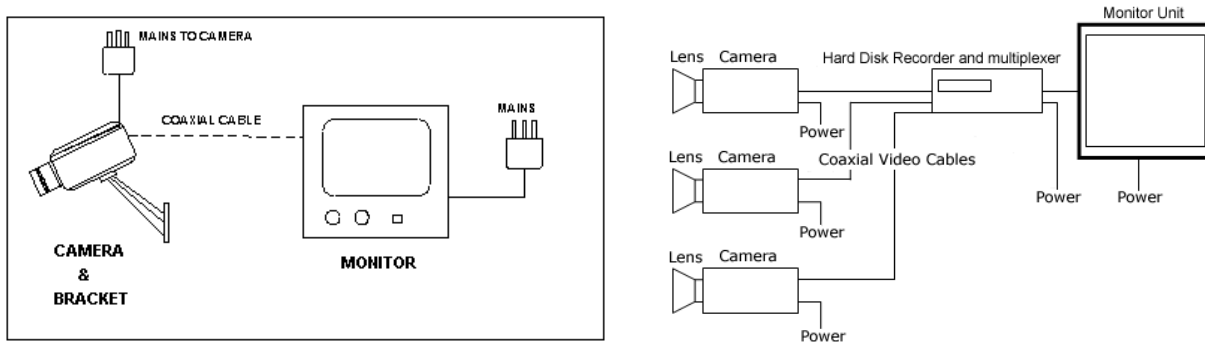 MAINS TO CAMERA
COAXIAL CABLE
MAINS
CAMERA
&
BRACKET
MONITOR
Monitor Unit
Lens Camera
Hard Disk Recorder and multiplexer
Power
Lens Camera
Coaxial Video Cables
Power
Power
Power
Lens Camera
Power